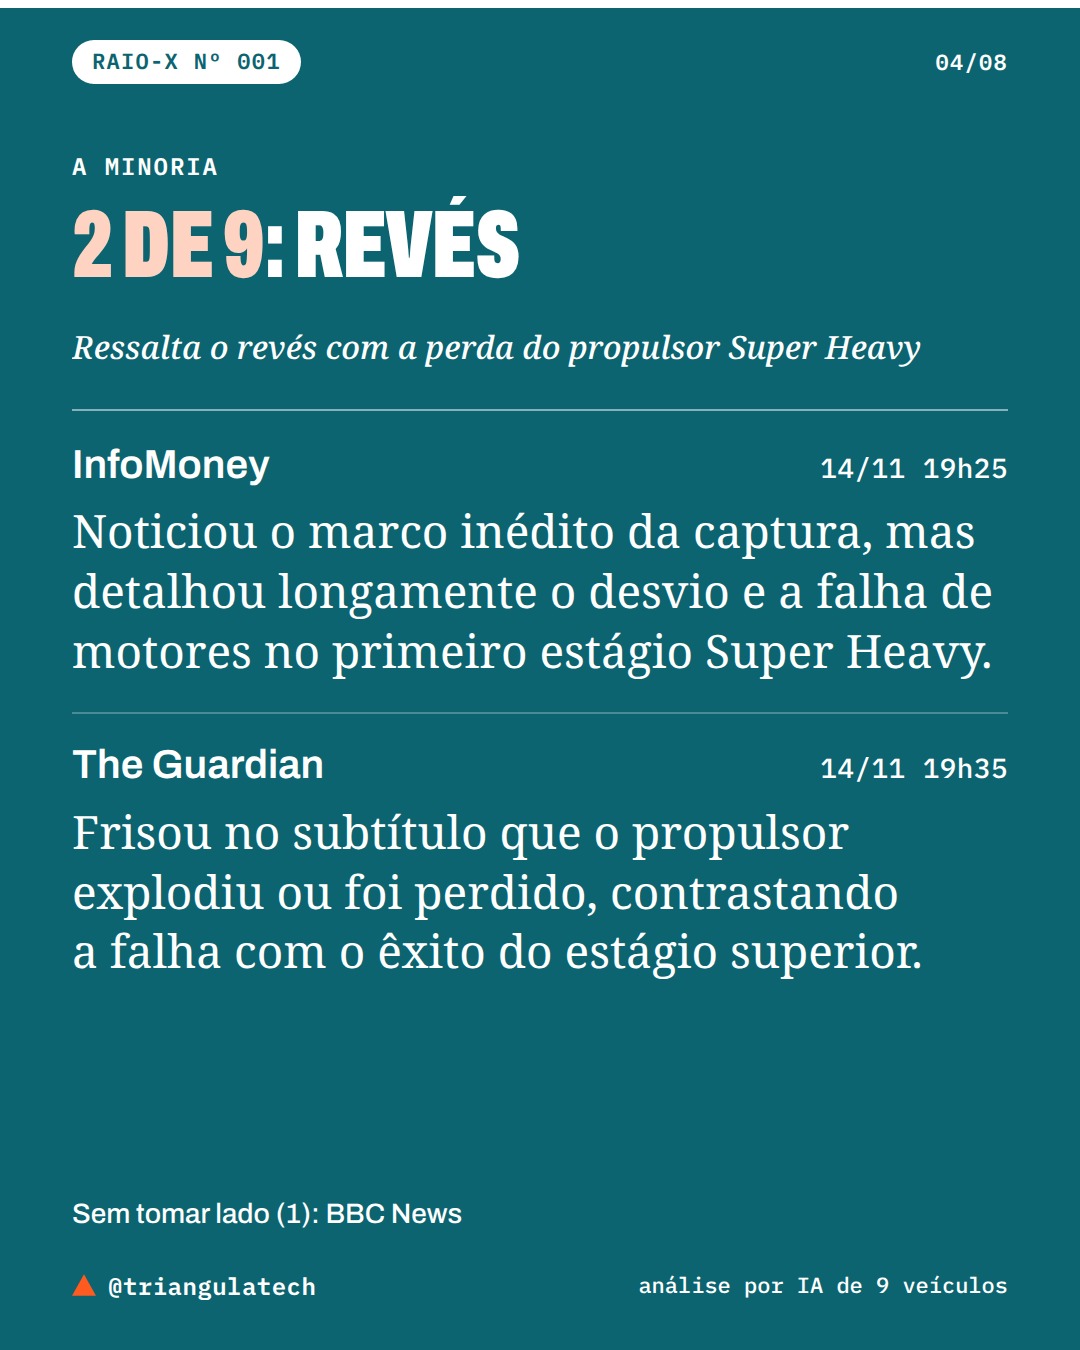 RAIO-X Nº 001
04/08
A MINORIA
2 DE 9: REVÉS
Ressalta o revés com a perda do propulsor Super Heavy
InfoMoney
14/11 19h25
Noticiou o marco inédito da captura, mas
detalhou longamente o desvio e a falha de
motores no primeiro estágio Super Heavy.
The Guardian
14/11 19h35
Frisou no subtítulo que o propulsor
explodiu ou foi perdido, contrastando
a falha com o êxito do estágio superior.
Sem tomar lado (1): BBC News
@triangulatech
análise por IA de 9 veículos